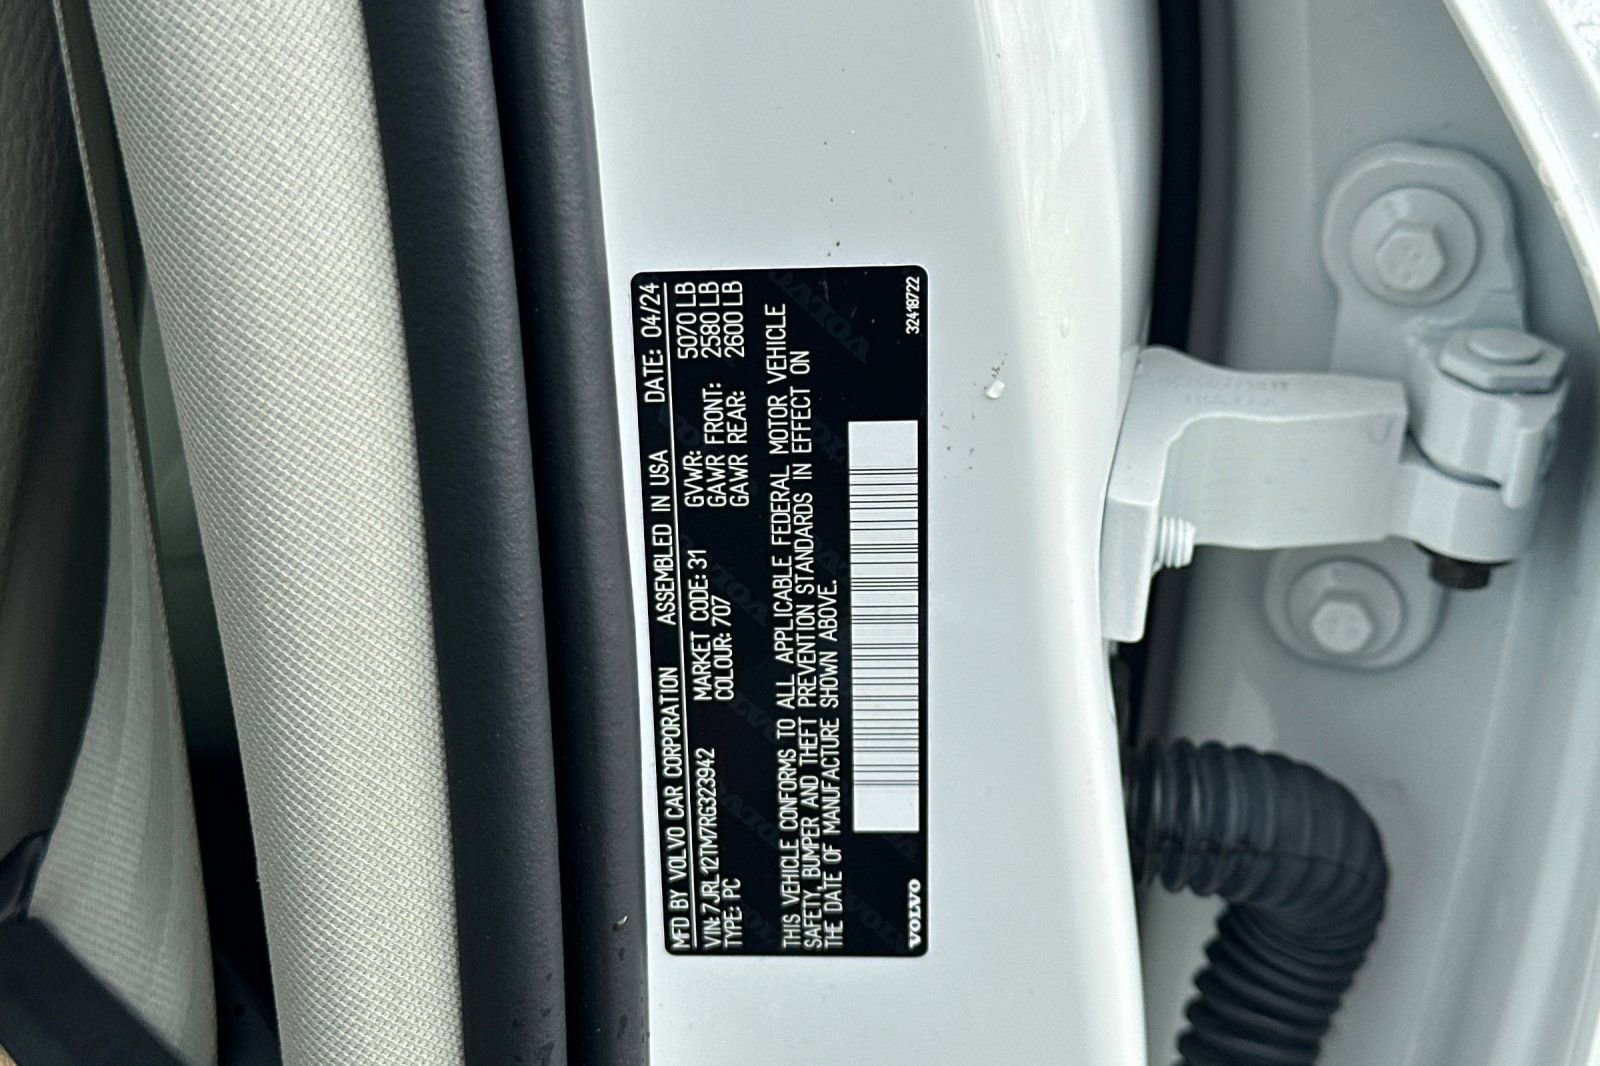 MFD BY VOLVO CAR CORPORATION ASSEMBLED IN USA DATE: 04/24
VIN: 7JRL12TM7RG323942 MARKET CODE: 31 GVWR: 5070 LB
TYPE: PC COLOUR: 707 GAWR FRONT: 2580 LB
GAWR REAR: 2600 LB
THIS VEHICLE CONFORMS TO ALL APPLICABLE FEDERAL MOTOR VEHICLE
SAFETY, BUMPER AND THEFT PREVENTION STANDARDS IN EFFECT ON
THE DATE OF MANUFACTURE SHOWN ABOVE.
VOLVO 32418722